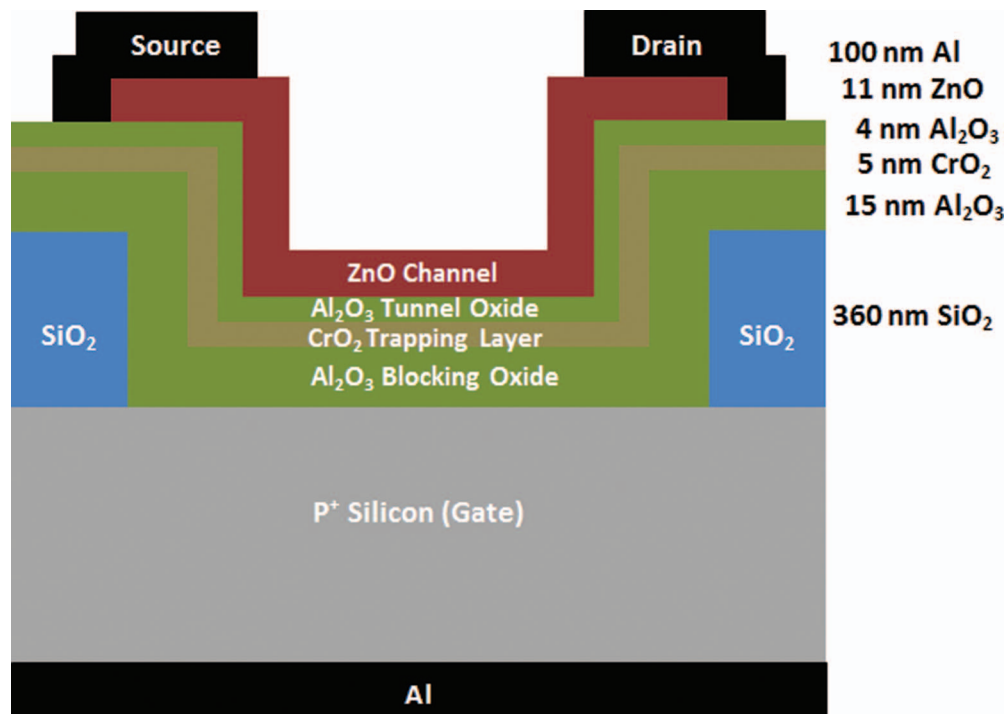 Source
Drain
100 nm Al
11 nm ZnO
4 nm Al₂O₃
5 nm CrO₂
15 nm Al₂O₃
ZnO Channel
Al₂O₃ Tunnel Oxide
CrO₂ Trapping Layer
Al₂O₃ Blocking Oxide
SiO₂
SiO₂
360 nm SiO₂
P⁺ Silicon (Gate)
Al